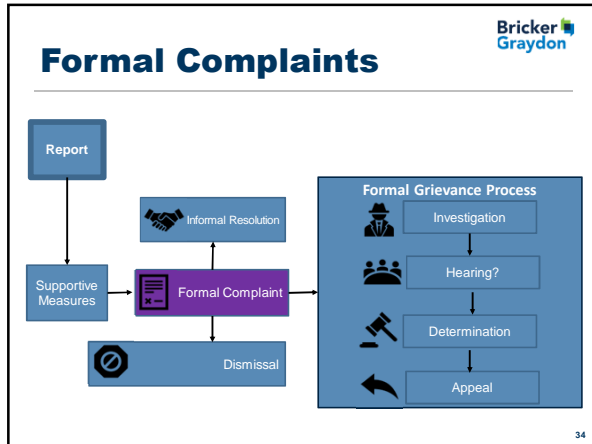 Bricker
Graydon
Formal Complaints
Report
Supportive
Measures
Informal Resolution
Formal Complaint
Dismissal
Formal Grievance Process
Investigation
Hearing?
Determination
Appeal
34